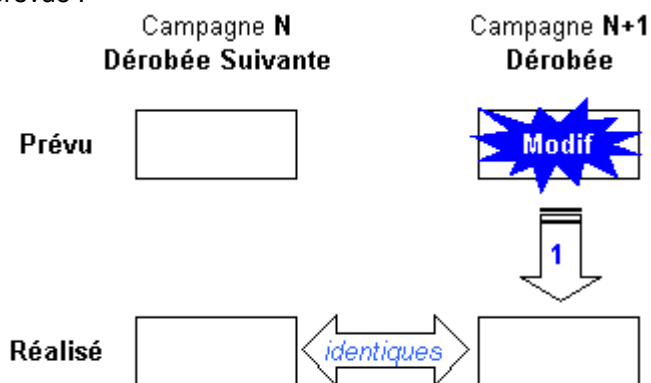 Campagne N
Dérobée Suivante
Campagne N+1
Dérobée
Prévu
Modif
1
Réalisé
identiques